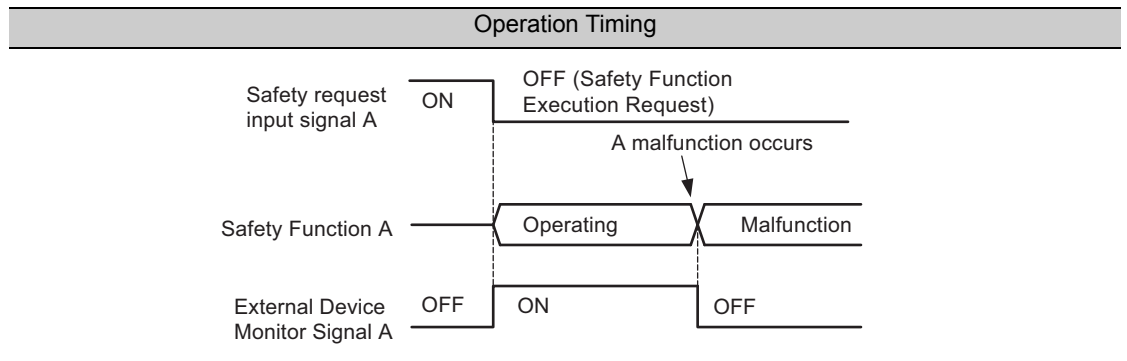 Operation Timing
Safety request
input signal A
ON
OFF (Safety Function
Execution Request)
A malfunction occurs
Safety Function A
Operating
Malfunction
External Device
Monitor Signal A
OFF
ON
OFF